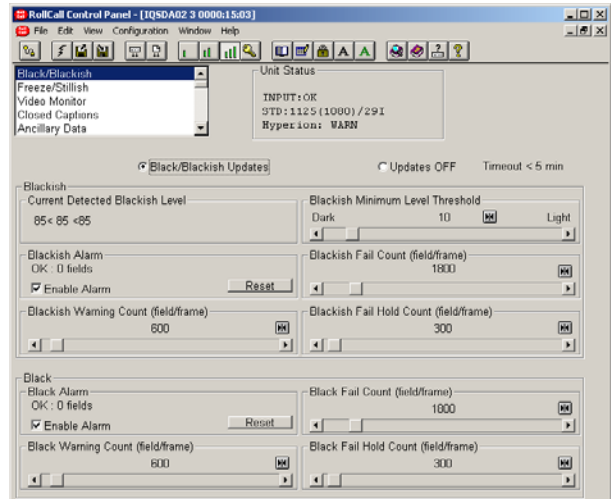 RollCall Control Panel - [IQSDA02 3 0000:15:03]
File Edit View Configuration Window Help
Black/Blackish
Freeze/Stillish
Video Monitor
Closed Captions
Ancillary Data
Unit Status
INPUT:OK
STD:1125(1080)/29I
Hyperion: WARN
Black/Blackish Updates
Updates OFF
Timeout < 5 min
Blackish
Current Detected Blackish Level
85< 85 <85
Blackish Minimum Level Threshold
Dark 10 Light
Blackish Alarm
OK : 0 fields
Enable Alarm
Reset
Blackish Fail Count (field/frame)
1800
Blackish Warning Count (field/frame)
600
Blackish Fail Hold Count (field/frame)
300
Black
Black Alarm
OK : 0 fields
Enable Alarm
Reset
Black Fail Count (field/frame)
1800
Black Warning Count (field/frame)
600
Black Fail Hold Count (field/frame)
300